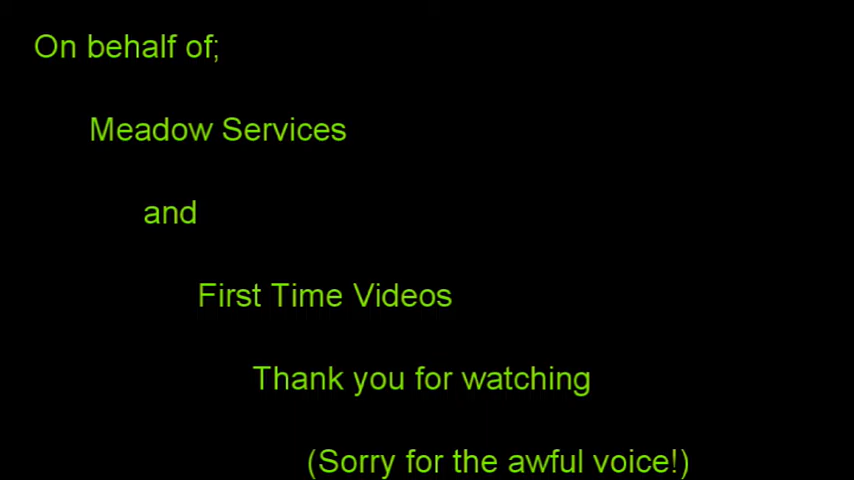 On behalf of;
Meadow Services
and
First Time Videos
Thank you for watching
(Sorry for the awful voice!)